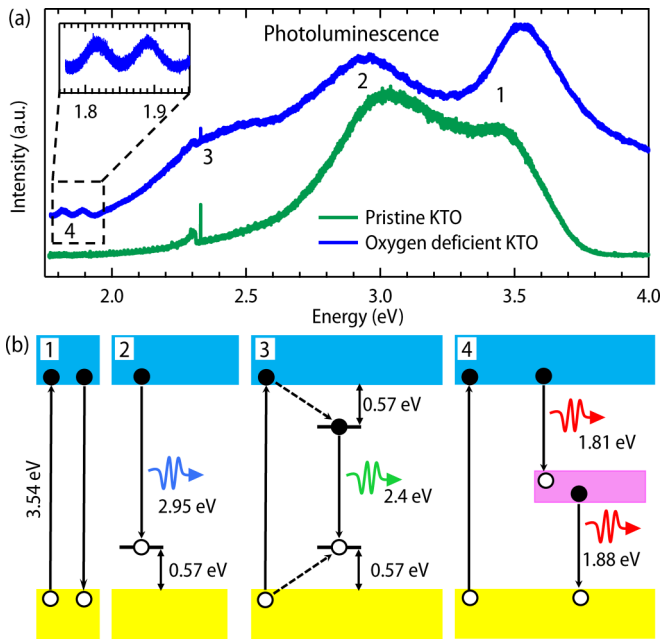 (a)
Photoluminescence
Intensity (a.u.)
1.8 1.9
2
1
3
4
Pristine KTO
Oxygen deficient KTO
2.0 2.5 3.0 3.5 4.0
Energy (eV)
(b)
1 2 3 4
0.57 eV
1.81 eV
3.54 eV
2.95 eV
2.4 eV
0.57 eV
0.57 eV
1.88 eV